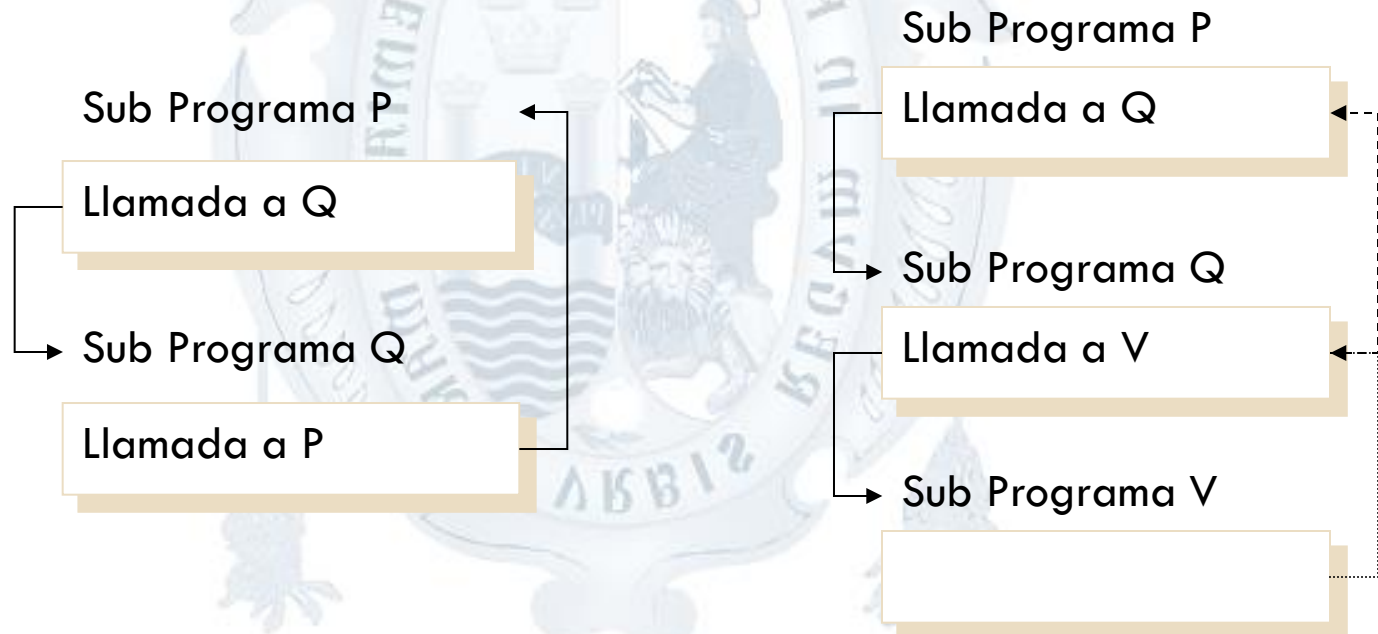 Sub Programa P
Llamada a Q
Sub Programa Q
Llamada a P
Sub Programa P
Llamada a Q
Sub Programa Q
Llamada a V
Sub Programa V